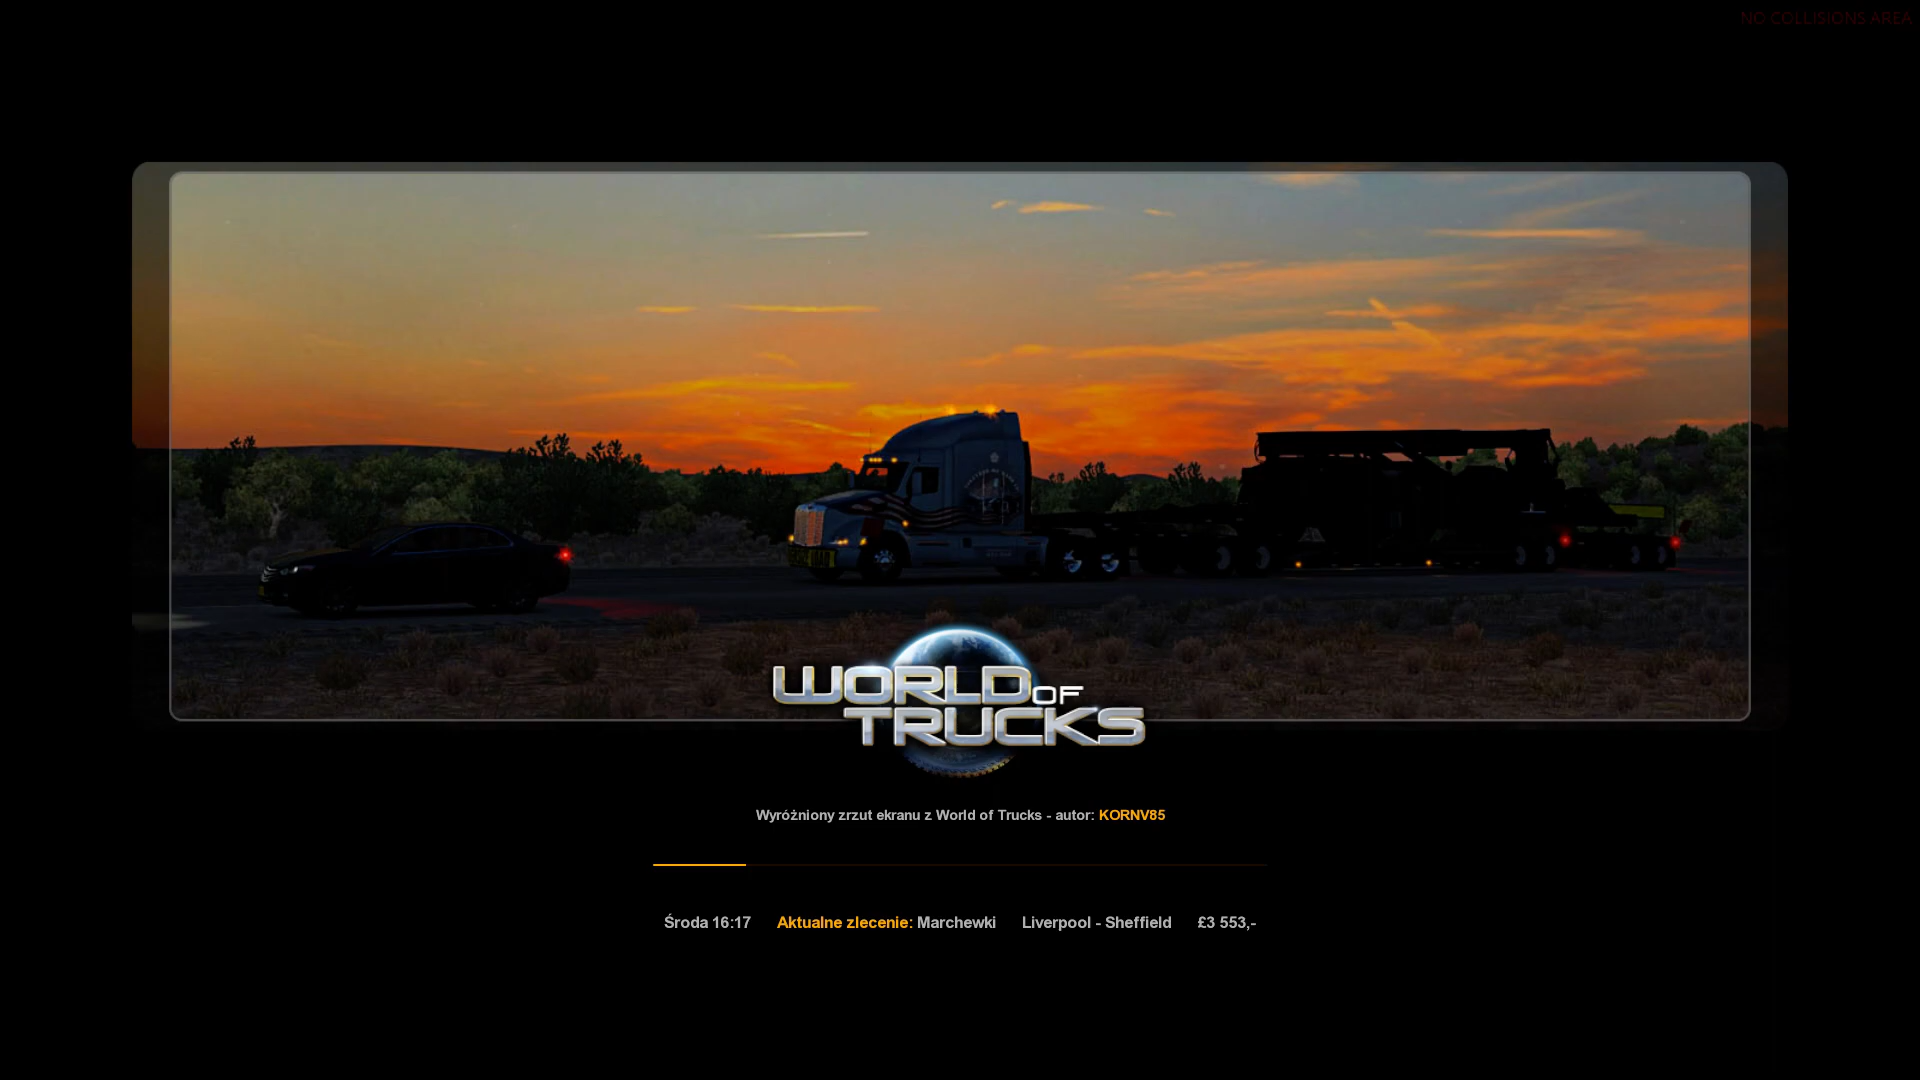 NO COLLISIONS AREA
WORLD OF
TRUCKS
Wyróżniony zrzut ekranu z World of Trucks - autor: KORNV85
Środa 16:17 Aktualne zlecenie: Marchewki Liverpool - Sheffield £3 553,-